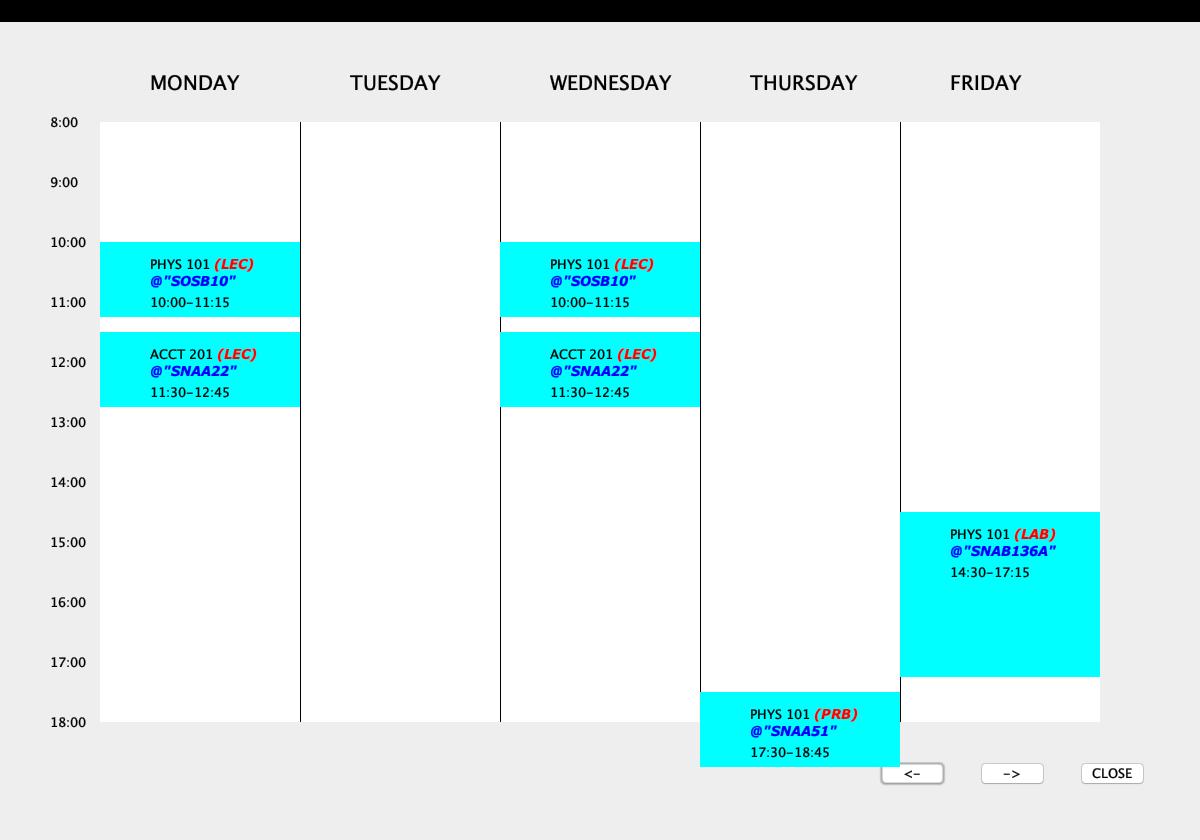 MONDAY TUESDAY WEDNESDAY THURSDAY FRIDAY
8:00
9:00
10:00
11:00
12:00
13:00
14:00
15:00
16:00
17:00
18:00
PHYS 101 (LEC)
@"SOSB10"
10:00-11:15
ACCT 201 (LEC)
@"SNAA22"
11:30-12:45
PHYS 101 (LEC)
@"SOSB10"
10:00-11:15
ACCT 201 (LEC)
@"SNAA22"
11:30-12:45
PHYS 101 (PRB)
@"SNAA51"
17:30-18:45
PHYS 101 (LAB)
@"SNAB136A"
14:30-17:15
<- -> CLOSE